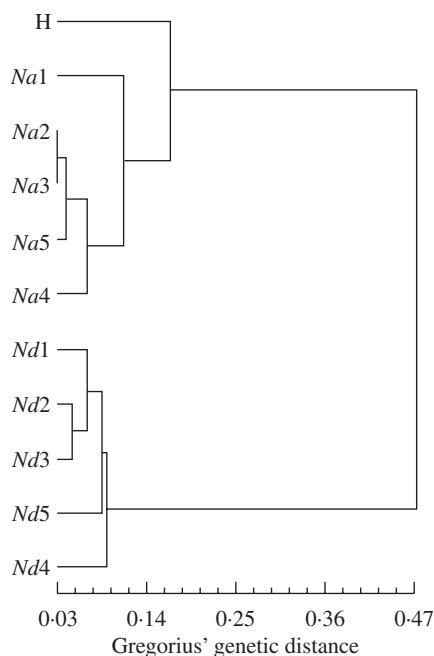 H
Na1
Na2
Na3
Na5
Na4
Nd1
Nd2
Nd3
Nd5
Nd4
0·03 0·14 0·25 0·36 0·47
Gregorius’ genetic distance